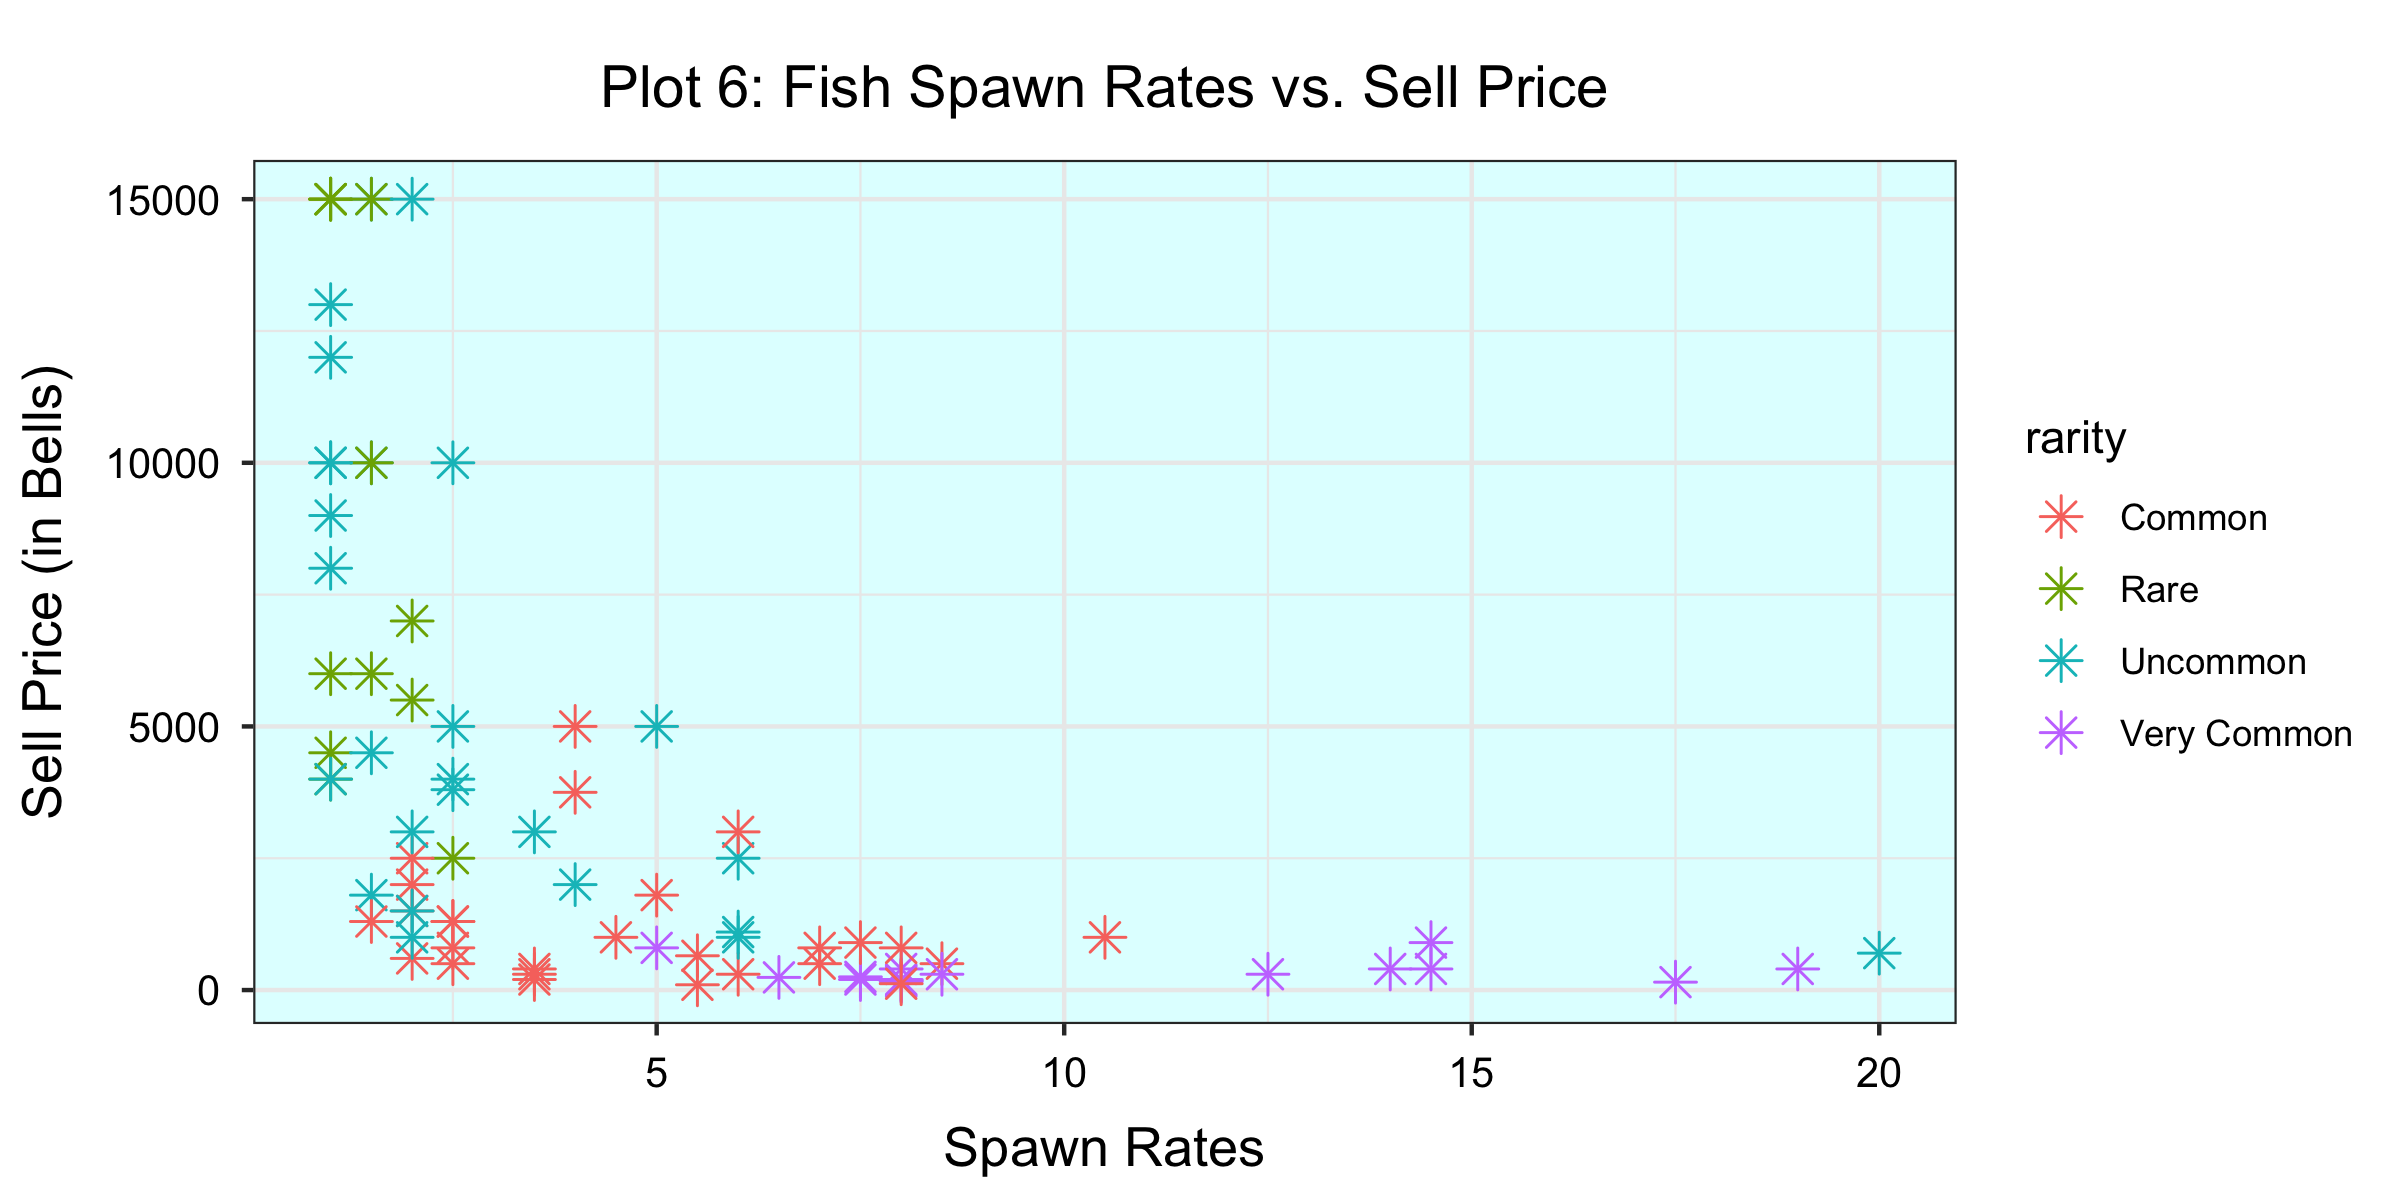 Plot 6: Fish Spawn Rates vs. Sell Price
Sell Price (in Bells)
15000
10000
5000
0
5 10 15 20
Spawn Rates
rarity
Common
Rare
Uncommon
Very Common